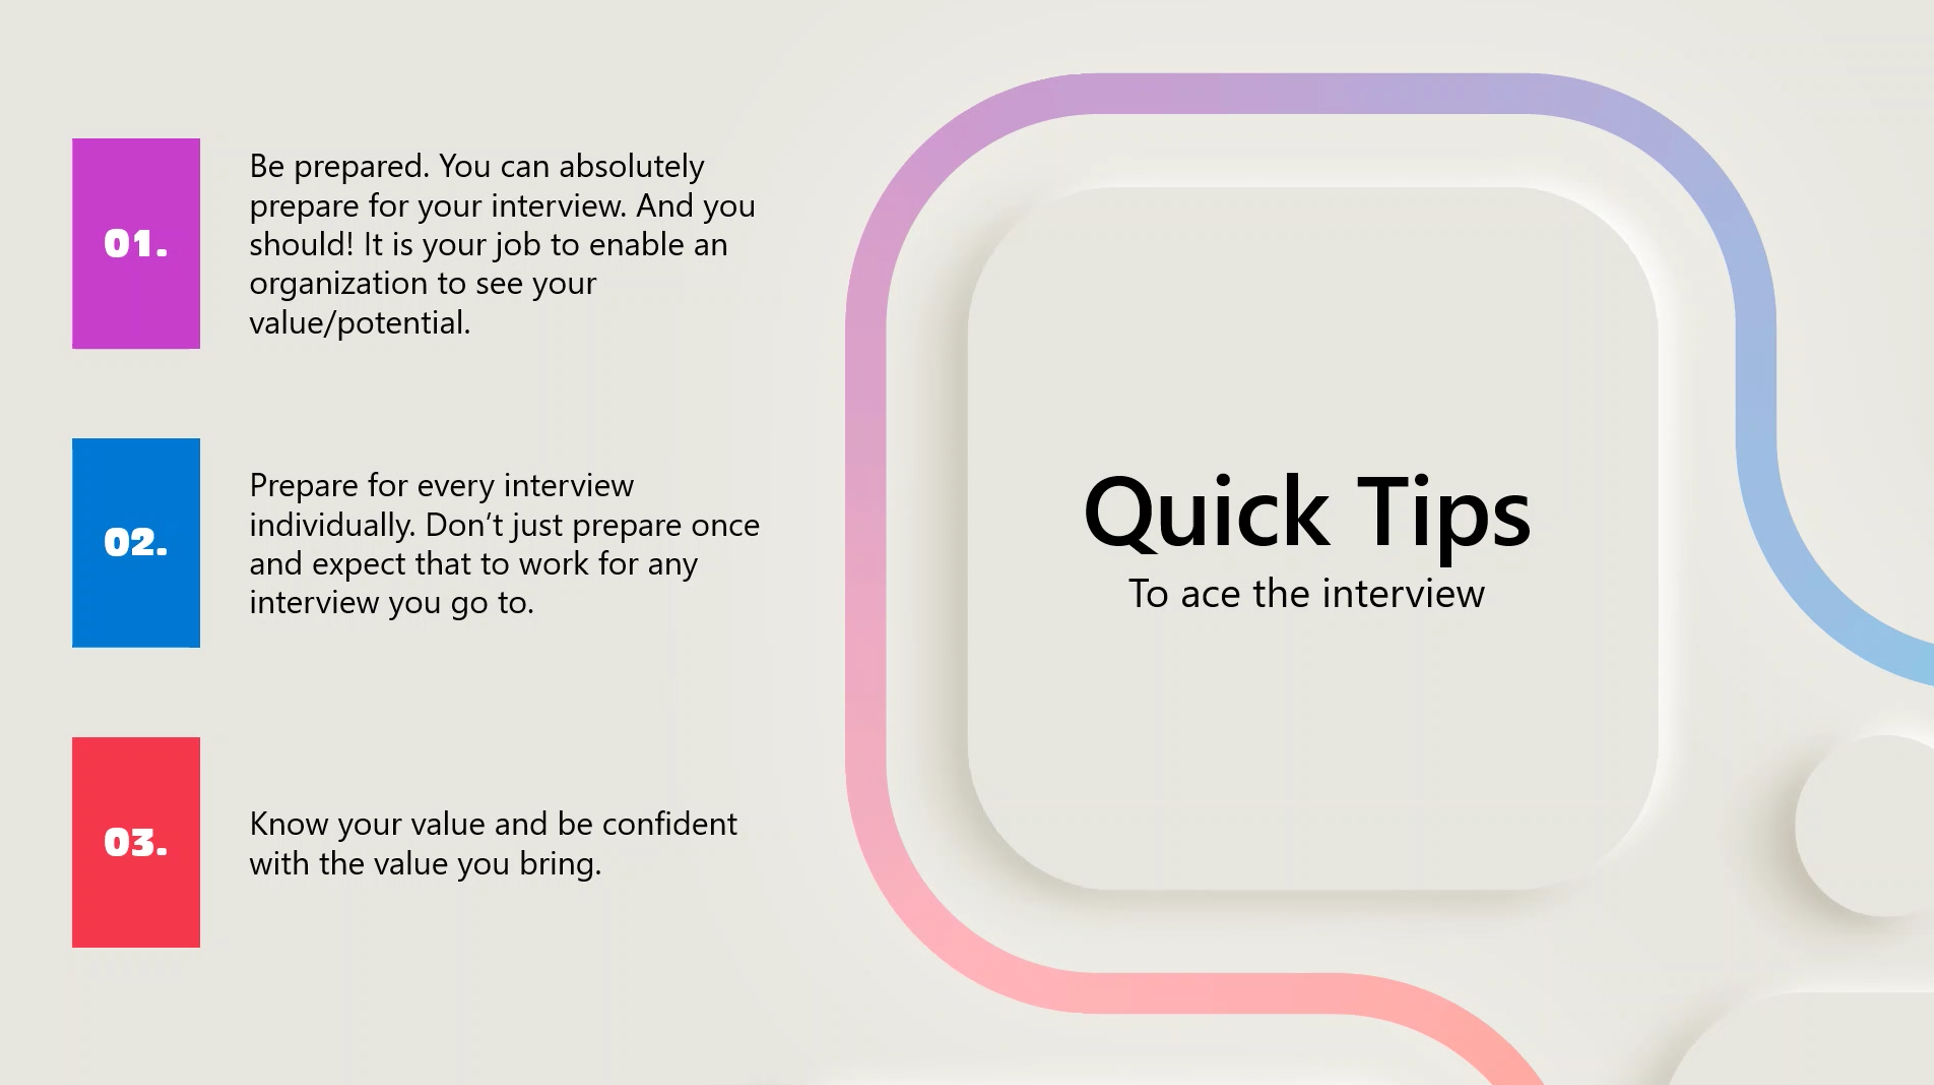 01.
Be prepared. You can absolutely
prepare for your interview. And you
should! It is your job to enable an
organization to see your
value/potential.
02.
Prepare for every interview
individually. Don’t just prepare once
and expect that to work for any
interview you go to.
03.
Know your value and be confident
with the value you bring.
Quick Tips
To ace the interview